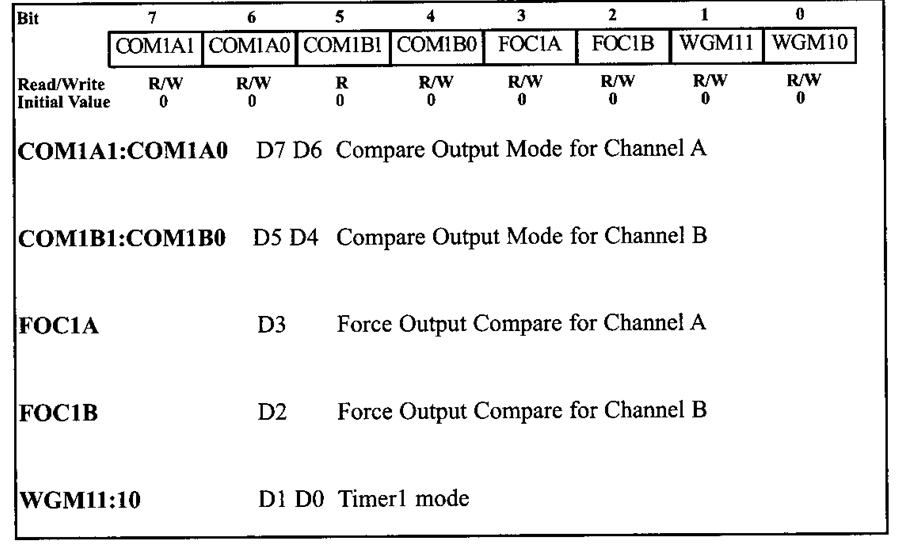 Bit 7 6 5 4 3 2 1 0
COM1A1 COM1A0 COM1B1 COM1B0 FOC1A FOC1B WGM11 WGM10
Read/Write R/W R/W R R/W R/W R/W R/W R/W
Initial Value 0 0 0 0 0 0 0 0
COM1A1:COM1A0 D7 D6 Compare Output Mode for Channel A
COM1B1:COM1B0 D5 D4 Compare Output Mode for Channel B
FOC1A D3 Force Output Compare for Channel A
FOC1B D2 Force Output Compare for Channel B
WGM11:10 D1 D0 Timer1 mode